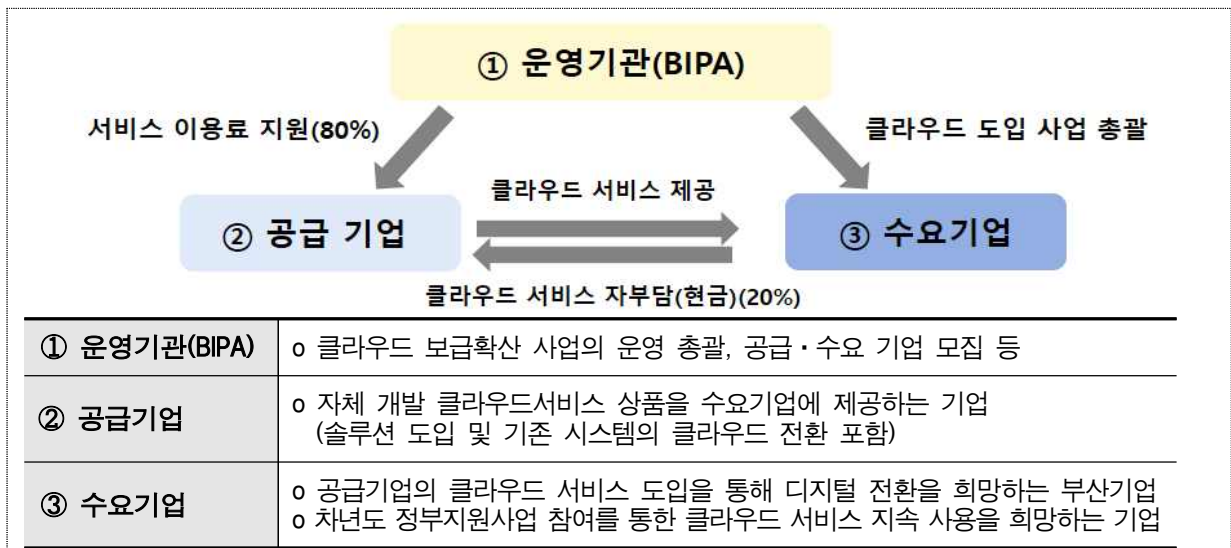 ① 운영기관(BIPA)
서비스 이용료 지원(80%)
클라우드 도입 사업 총괄
클라우드 서비스 제공
② 공급 기업
③ 수요기업
클라우드 서비스 자부담(현금)(20%)
① 운영기관(BIPA)
o 클라우드 보급확산 사업의 운영 총괄, 공급・수요 기업 모집 등
② 공급기업
o 자체 개발 클라우드서비스 상품을 수요기업에 제공하는 기업
(솔루션 도입 및 기존 시스템의 클라우드 전환 포함)
③ 수요기업
o 공급기업의 클라우드 서비스 도입을 통해 디지털 전환을 희망하는 부산기업
o 차년도 정부지원사업 참여를 통한 클라우드 서비스 지속 사용을 희망하는 기업